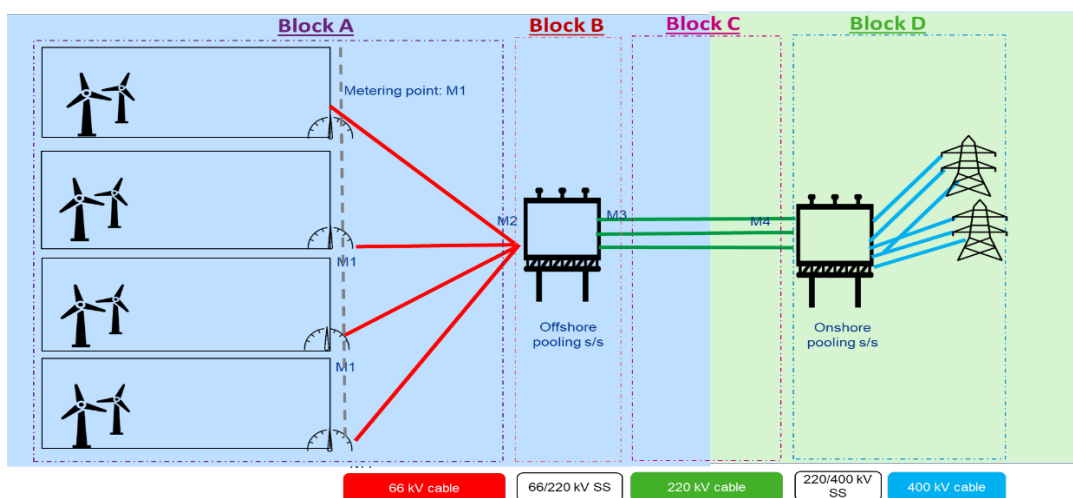 Block A
Block B
Block C
Block D
Metering point: M1
M2
M3
M4
M1
M1
Offshore
pooling s/s
Onshore
pooling s/s
66 kV cable
66/220 kV SS
220 kV cable
220/400 kV
SS
400 kV cable